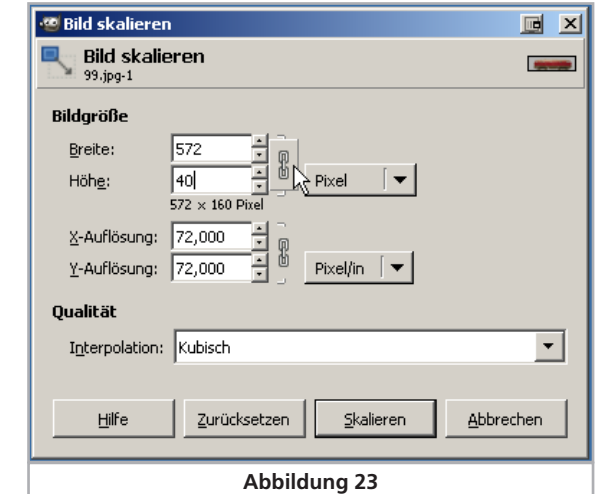 Bild skalieren
Bild skalieren
99.jpg-1
Bildgröße
Breite: 572
Höhe: 40 Pixel
572 × 160 Pixel
X-Auflösung: 72,000
Y-Auflösung: 72,000 Pixel/in
Qualität
Interpolation: Kubisch
Hilfe Zurücksetzen Skalieren Abbrechen
Abbildung 23